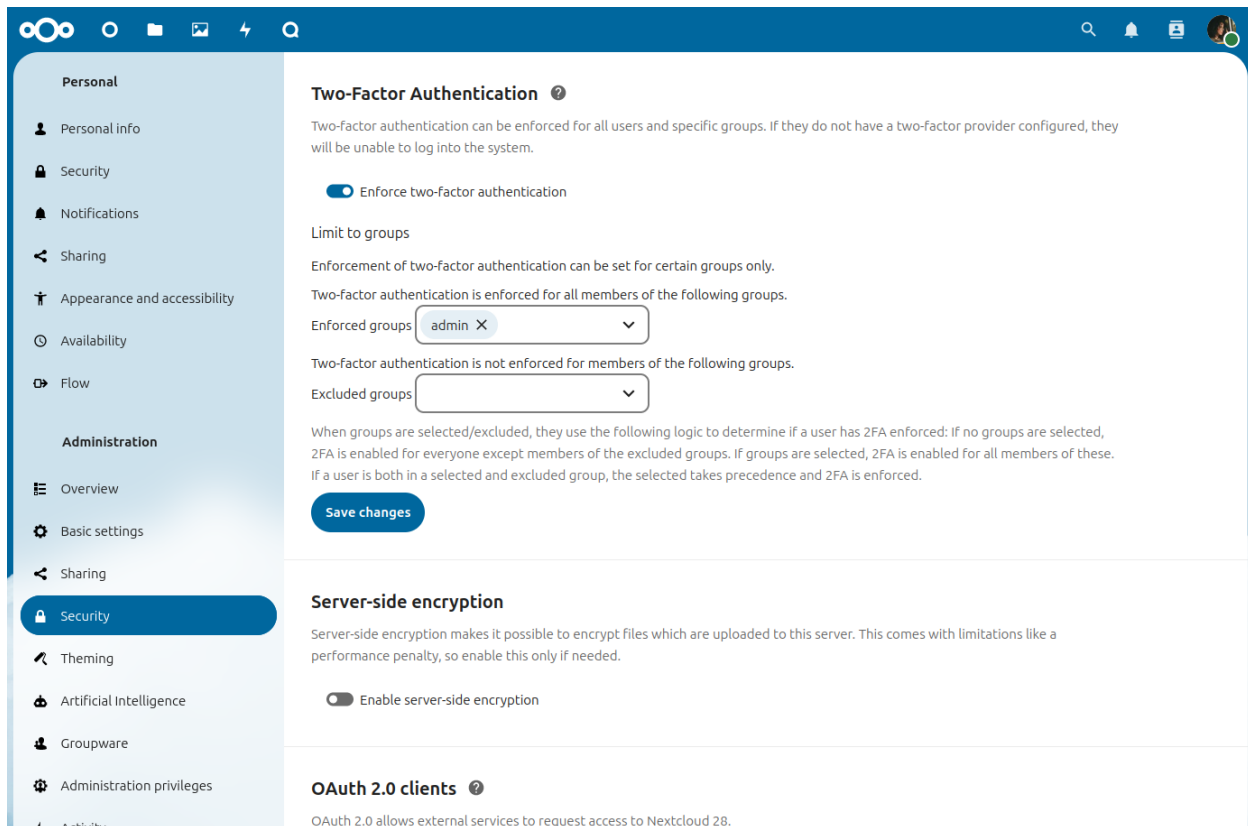 Personal
Personal info
Security
Notifications
Sharing
Appearance and accessibility
Availability
Flow
Administration
Overview
Basic settings
Sharing
Security
Theming
Artificial Intelligence
Groupware
Administration privileges
Activity
Two-Factor Authentication
Two-factor authentication can be enforced for all users and specific groups. If they do not have a two-factor provider configured, they
will be unable to log into the system.
Enforce two-factor authentication
Limit to groups
Enforcement of two-factor authentication can be set for certain groups only.
Two-factor authentication is enforced for all members of the following groups.
Enforced groups admin
Two-factor authentication is not enforced for members of the following groups.
Excluded groups
When groups are selected/excluded, they use the following logic to determine if a user has 2FA enforced: If no groups are selected,
2FA is enabled for everyone except members of the excluded groups. If groups are selected, 2FA is enabled for all members of these.
If a user is both in a selected and excluded group, the selected takes precedence and 2FA is enforced.
Save changes
Server-side encryption
Server-side encryption makes it possible to encrypt files which are uploaded to this server. This comes with limitations like a
performance penalty, so enable this only if needed.
Enable server-side encryption
OAuth 2.0 clients
OAuth 2.0 allows external services to request access to Nextcloud 28.